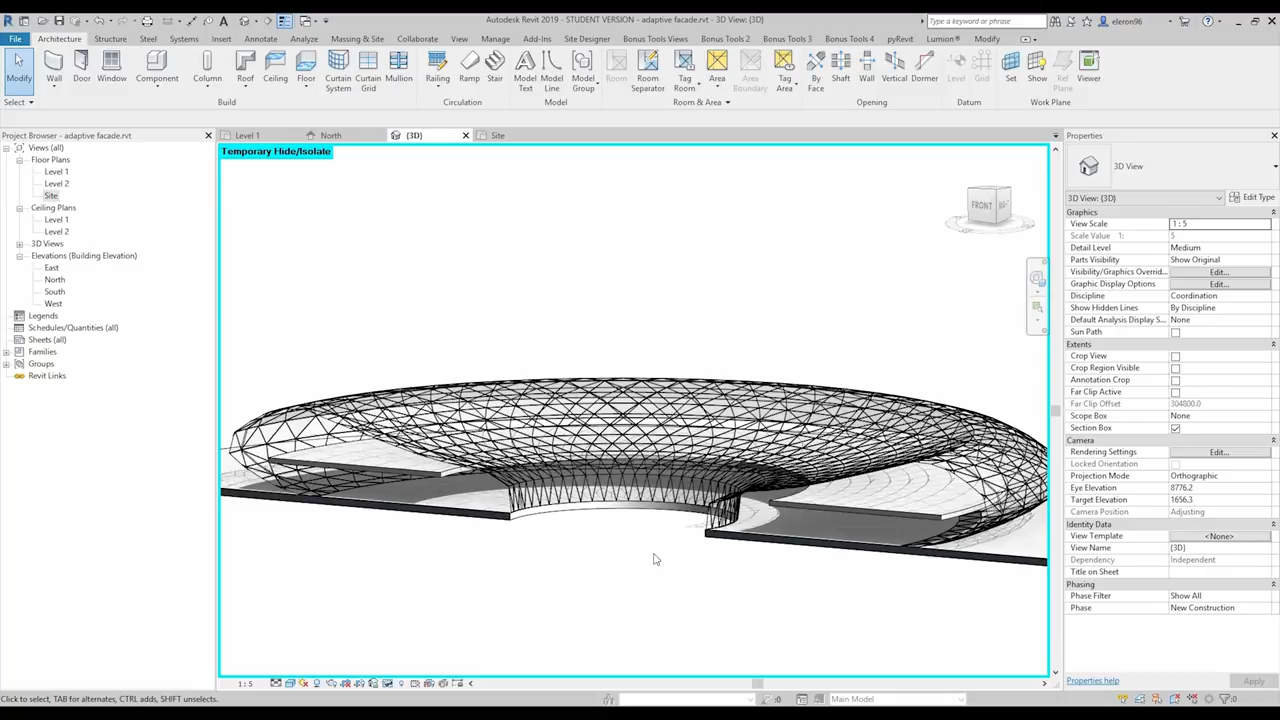 Autodesk Revit 2019 - STUDENT VERSION - adaptive facade.rvt - 3D View: {3D}
Type a keyword or phrase
eleron96
File Architecture Structure Steel Systems Insert Annotate Analyze Massing & Site Collaborate View Manage Add-Ins Site Designer Bonus Tools Views Bonus Tools 2 Bonus Tools 3 Bonus Tools 4 pyRevit Lumion® Modify
Modify Wall Door Window Component Column Roof Ceiling Floor Curtain System Curtain Grid Mullion Railing Ramp Stair Model Text Model Line Model Group Room Room Separator Tag Room Area Area Boundary Tag Area By Face Shaft Wall Vertical Dormer Level Grid Set Show Ref Plane Viewer
Select Build Circulation Model Room & Area Opening Datum Work Plane
Project Browser - adaptive facade.rvt
Views (all)
Floor Plans
Level 1
Level 2
Site
Ceiling Plans
Level 1
Level 2
3D Views
Elevations (Building Elevation)
East
North
South
West
Legends
Schedules/Quantities (all)
Sheets (all)
Families
Groups
Revit Links
Level 1 North {3D} Site
Temporary Hide/Isolate
FRONT
Properties
3D View
3D View: {3D} Edit Type
Graphics
View Scale 1 : 5
Scale Value 1: 5
Detail Level Medium
Parts Visibility Show Original
Visibility/Graphics Overrid... Edit...
Graphic Display Options Edit...
Discipline Coordination
Show Hidden Lines By Discipline
Default Analysis Display S... None
Sun Path
Extents
Crop View
Crop Region Visible
Annotation Crop
Far Clip Active
Far Clip Offset 304800.0
Scope Box None
Section Box
Camera
Rendering Settings Edit...
Locked Orientation
Projection Mode Orthographic
Eye Elevation 8776.2
Target Elevation 1656.3
Camera Position Adjusting
Identity Data
View Template <None>
View Name {3D}
Dependency Independent
Title on Sheet
Phasing
Phase Filter Show All
Phase New Construction
Properties help Apply
1 : 5
Click to select, TAB for alternates, CTRL adds, SHIFT unselects.
:0
Main Model
:0